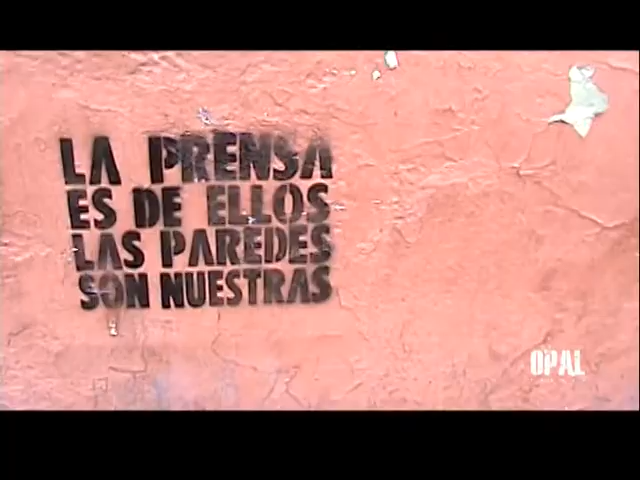 LA PRENSA
ES DE ELLOS
LAS PAREDES
SON NUESTRAS
OPAL